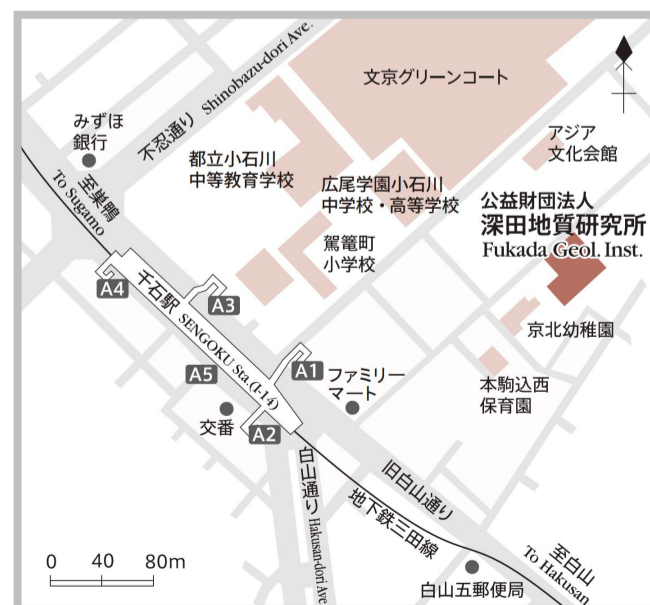 文京グリーンコート
不忍通り Shinobazu-dori Ave.
みずほ
銀行
アジア
文化会館
都立小石川
中等教育学校
広尾学園小石川
中学校・高等学校
公益財団法人
深田地質研究所
Fukada Geol. Inst.
至巣鴨
To Sugamo
駕籠町
小学校
A4
A3
千石駅 SENGOKU Sta.(I-14)
京北幼稚園
A1
A5
ファミリー
マート
本駒込西
保育園
交番
A2
白山通り Hakusan-dori Ave.
旧白山通り
地下鉄三田線
至白山
To Hakusan
0 40 80m
白山五郵便局